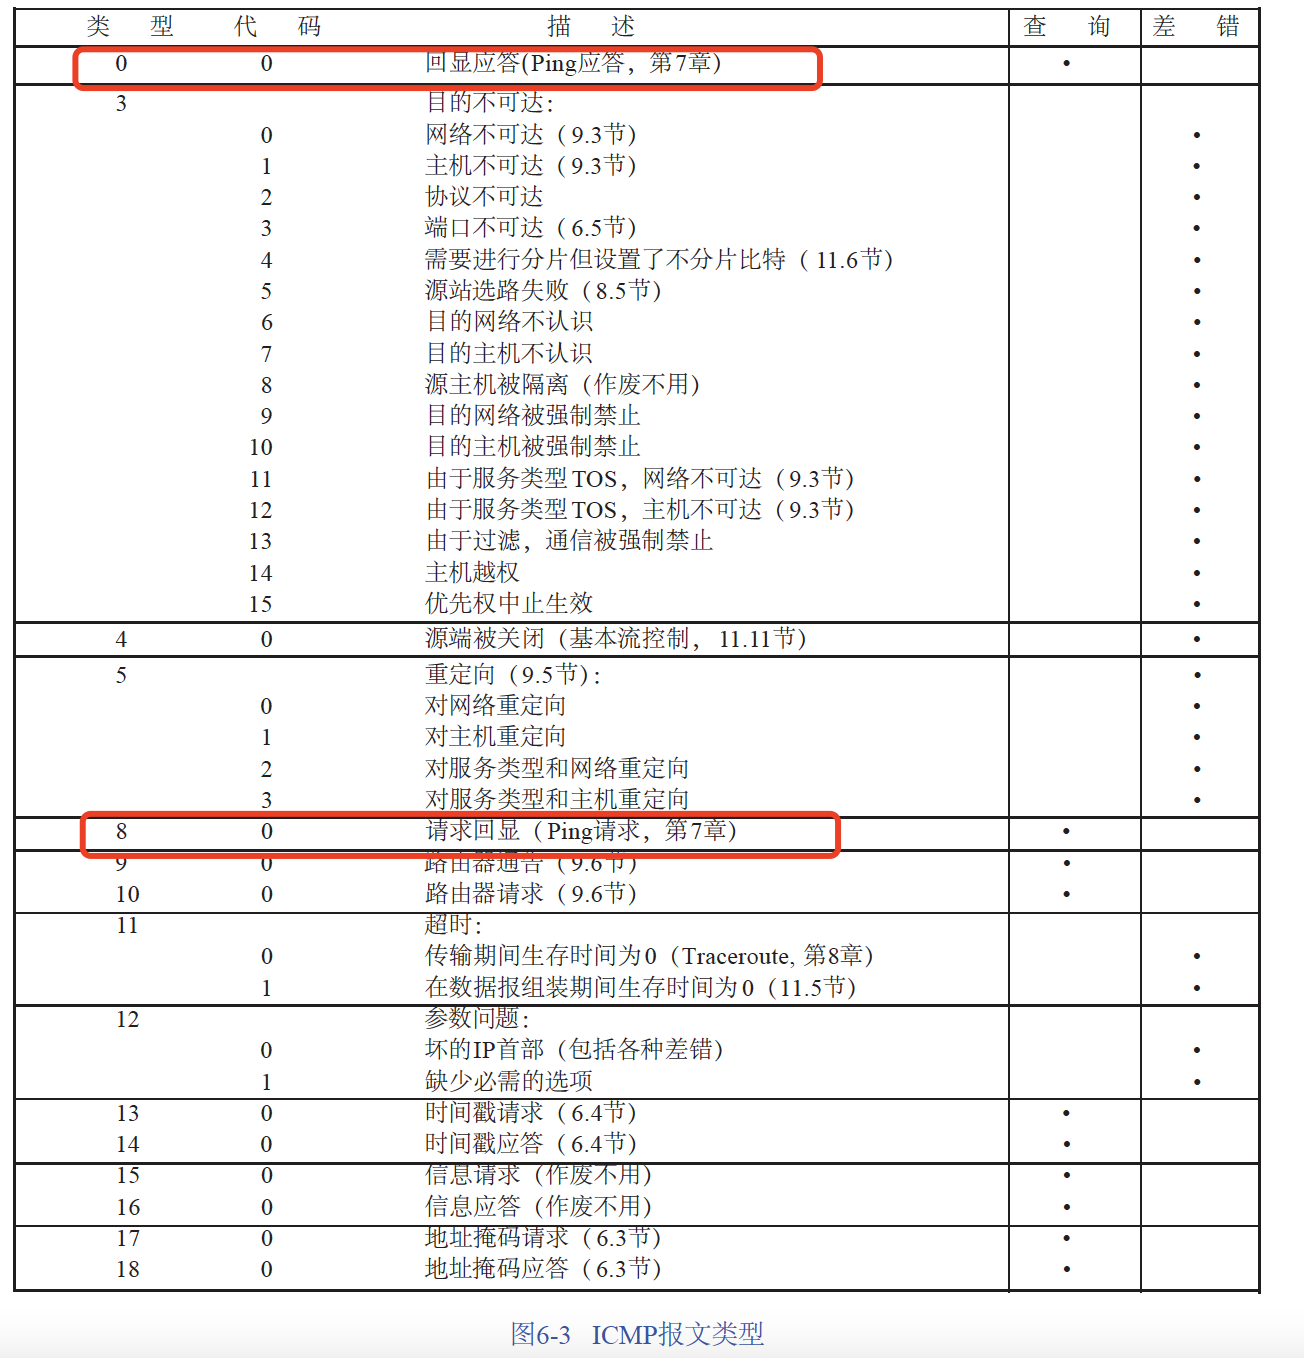 类 型 代 码 描 述 查 询 差 错
0 0 回显应答(Ping应答，第7章) •
3 目的不可达：
0 网络不可达（9.3节） •
1 主机不可达（9.3节） •
2 协议不可达 •
3 端口不可达（6.5节） •
4 需要进行分片但设置了不分片比特（11.6节） •
5 源站选路失败（8.5节） •
6 目的网络不认识 •
7 目的主机不认识 •
8 源主机被隔离（作废不用） •
9 目的网络被强制禁止 •
10 目的主机被强制禁止 •
11 由于服务类型TOS，网络不可达（9.3节） •
12 由于服务类型TOS，主机不可达（9.3节） •
13 由于过滤，通信被强制禁止 •
14 主机越权 •
15 优先权中止生效 •
4 0 源端被关闭（基本流控制，11.11节） •
5 重定向（9.5节）： •
0 对网络重定向 •
1 对主机重定向 •
2 对服务类型和网络重定向 •
3 对服务类型和主机重定向 •
8 0 请求回显（Ping请求，第7章） •
9 0 路由器通告（9.6节） •
10 0 路由器请求（9.6节） •
11 超时：
0 传输期间生存时间为0（Traceroute, 第8章） •
1 在数据报组装期间生存时间为0（11.5节） •
12 参数问题：
0 坏的IP首部（包括各种差错） •
1 缺少必需的选项 •
13 0 时间戳请求（6.4节） •
14 0 时间戳应答（6.4节） •
15 0 信息请求（作废不用） •
16 0 信息应答（作废不用） •
17 0 地址掩码请求（6.3节） •
18 0 地址掩码应答（6.3节） •
图6-3 ICMP报文类型